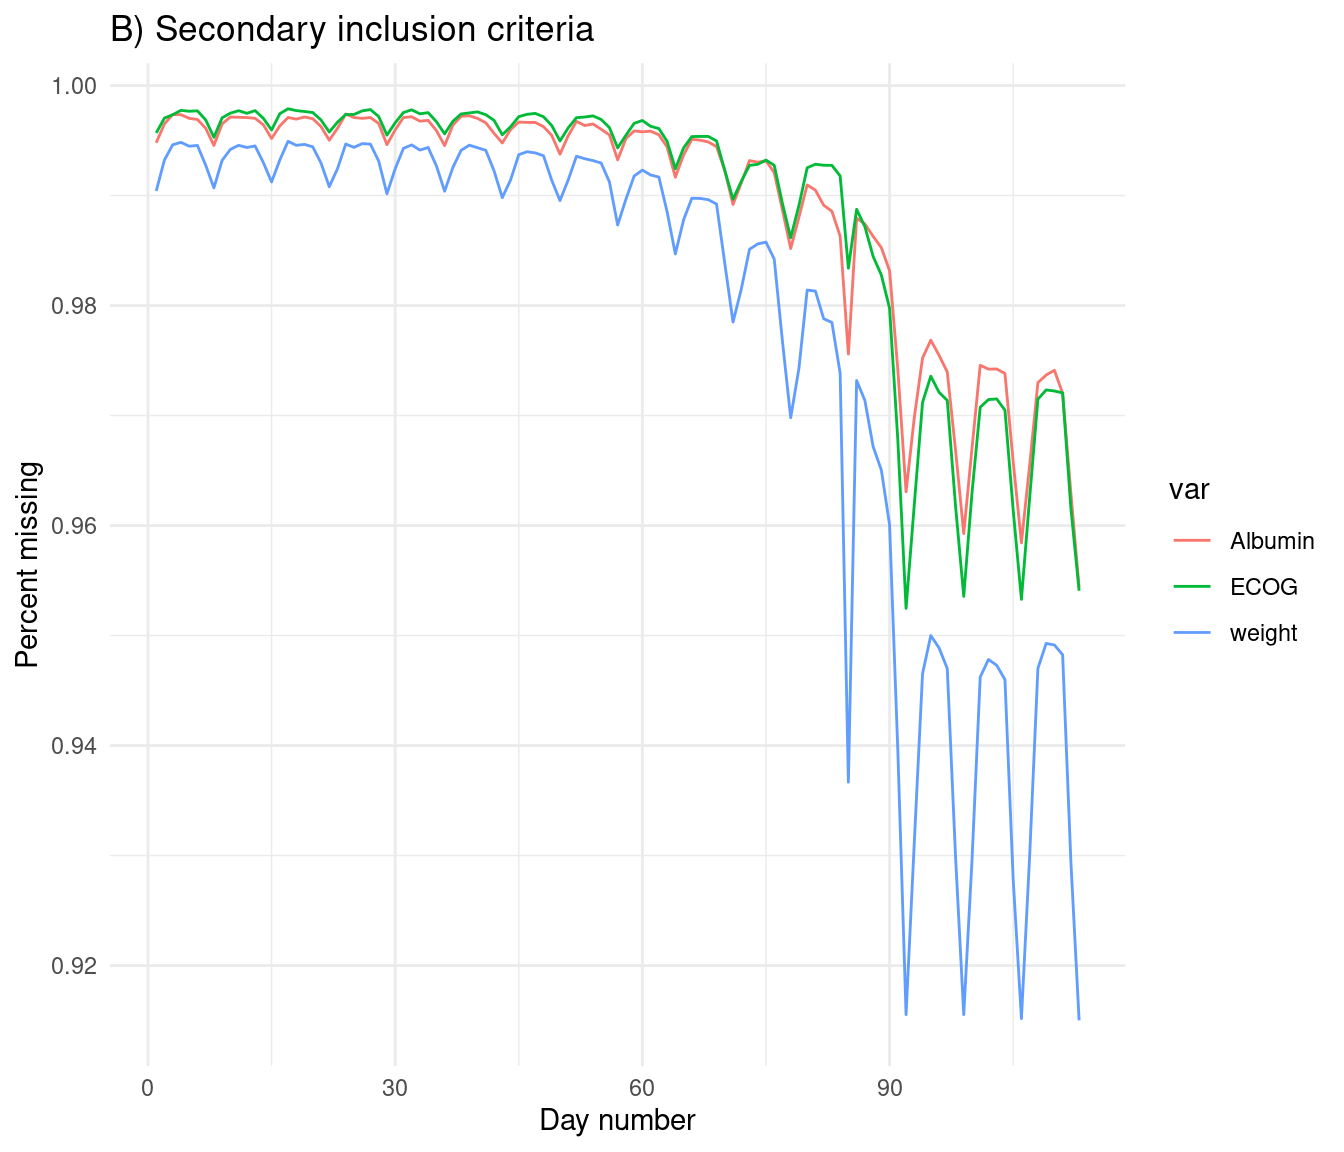 B) Secondary inclusion criteria
1.00
0.98
0.96
0.94
0.92
Percent missing
0
30
60
90
Day number
var
Albumin
ECOG
weight